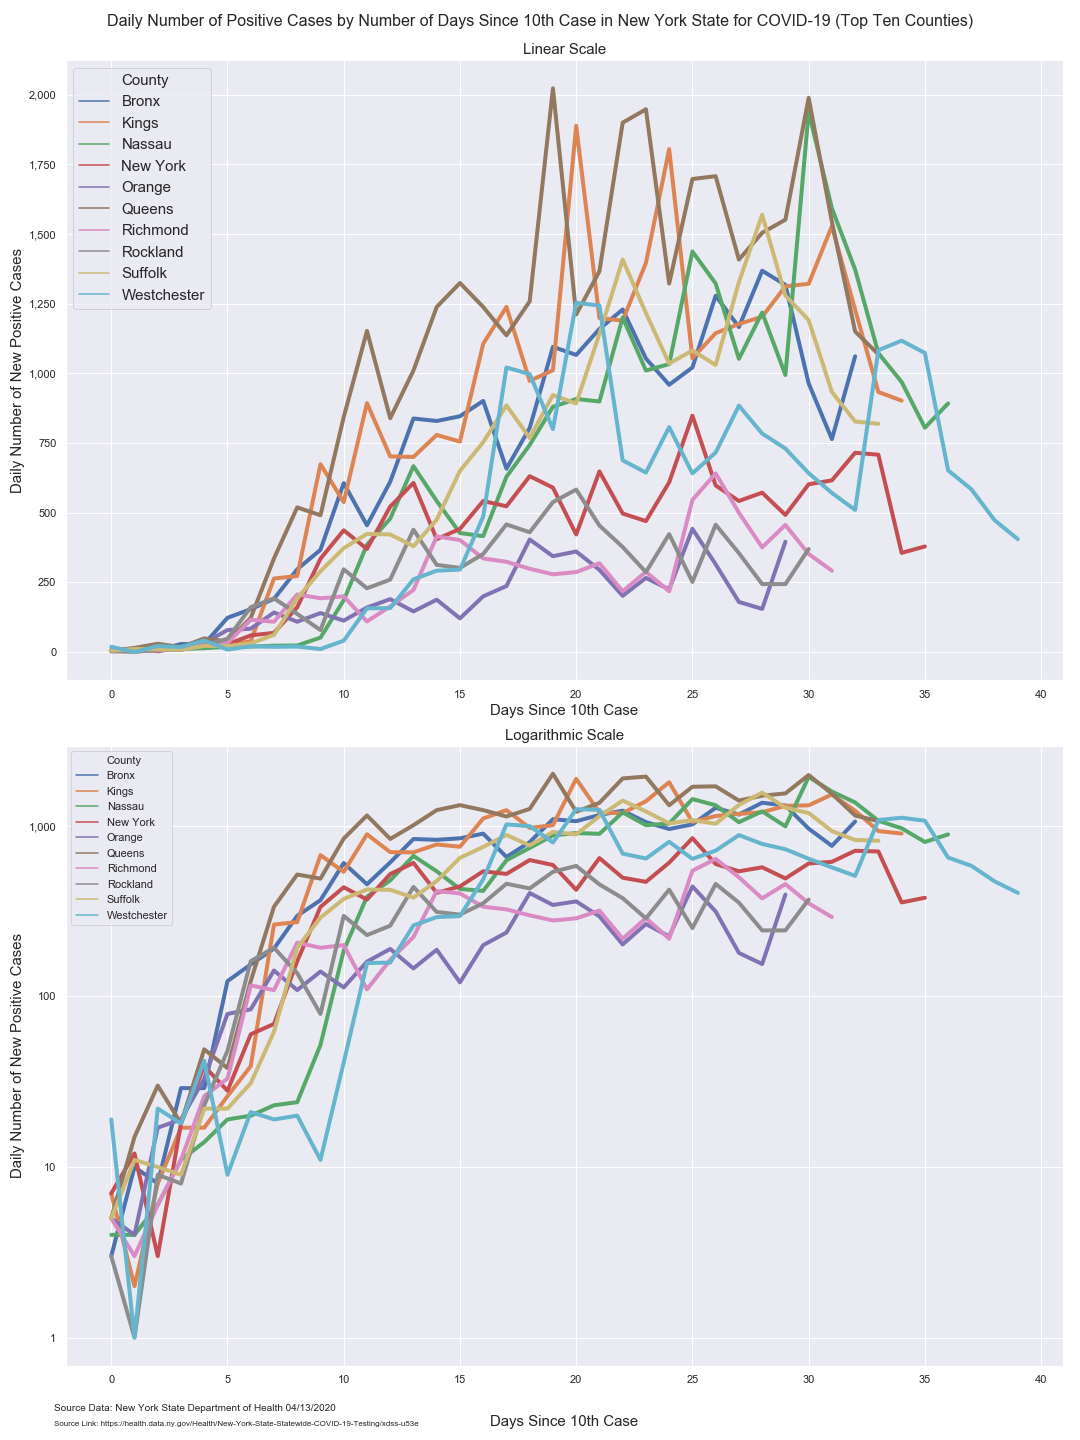 Daily Number of Positive Cases by Number of Days Since 10th Case in New York State for COVID-19 (Top Ten Counties)
Linear Scale
County
Bronx
Kings
Nassau
New York
Orange
Queens
Richmond
Rockland
Suffolk
Westchester
Daily Number of New Positive Cases
2,000
1,750
1,500
1,250
1,000
750
500
250
0
0 5 10 15 20 25 30 35 40
Days Since 10th Case
Logarithmic Scale
County
Bronx
Kings
Nassau
New York
Orange
Queens
Richmond
Rockland
Suffolk
Westchester
Daily Number of New Positive Cases
1,000
100
10
1
0 5 10 15 20 25 30 35 40
Days Since 10th Case
Source Data: New York State Department of Health 04/13/2020
Source Link: https://health.data.ny.gov/Health/New-York-State-Statewide-COVID-19-Testing/xdss-u53e